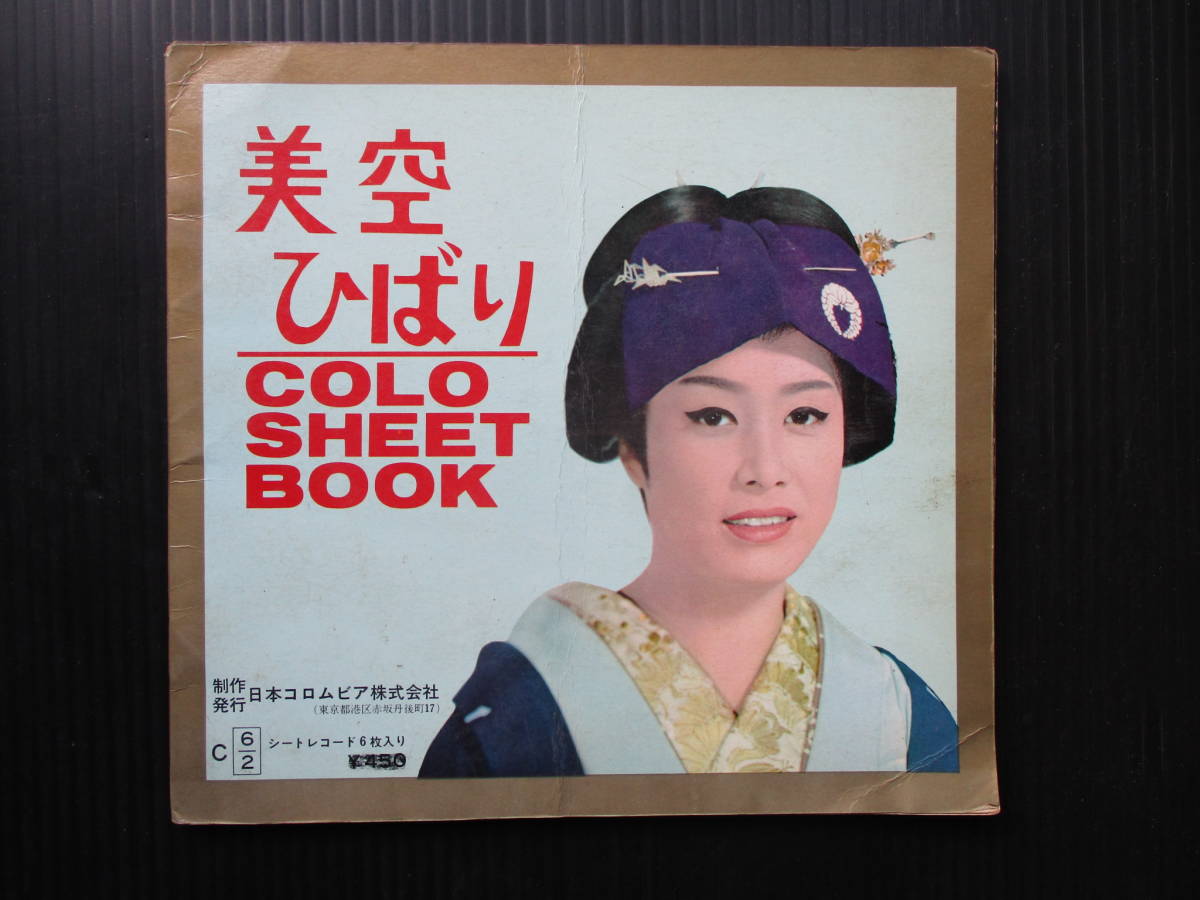 美空
ひばり
COLO
SHEET
BOOK
制作
発行
日本コロムビア株式会社
(東京都港区赤坂丹後町17)
C 6/2
シートレコード6枚入り
¥450